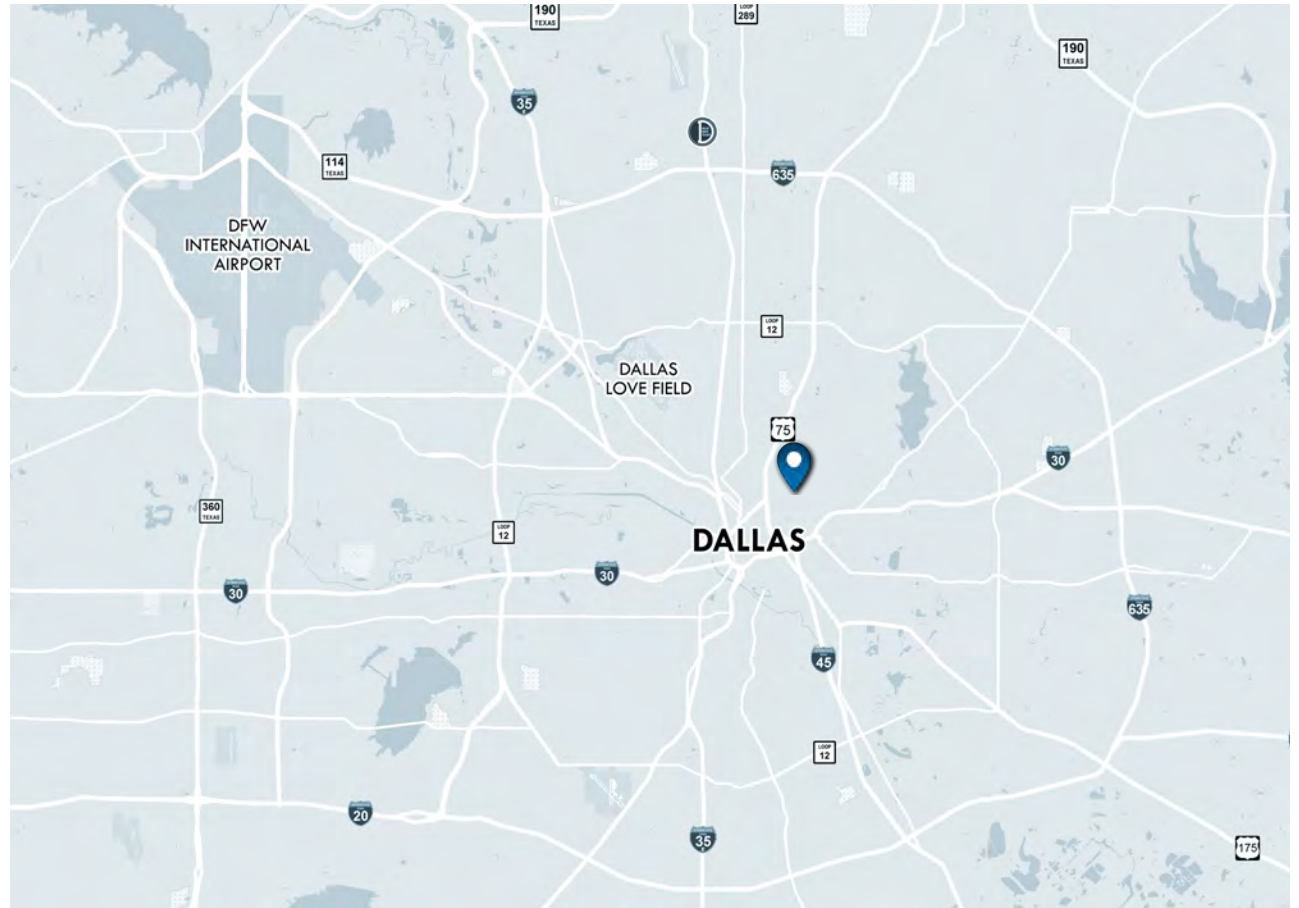 190
TEXAS
LOOP
289
190
TEXAS
35
D
114
TEXAS
635
DFW
INTERNATIONAL
AIRPORT
LOOP
12
DALLAS
LOVE FIELD
75
30
360
TEXAS
LOOP
12
DALLAS
30
30
635
45
LOOP
12
20
35
175